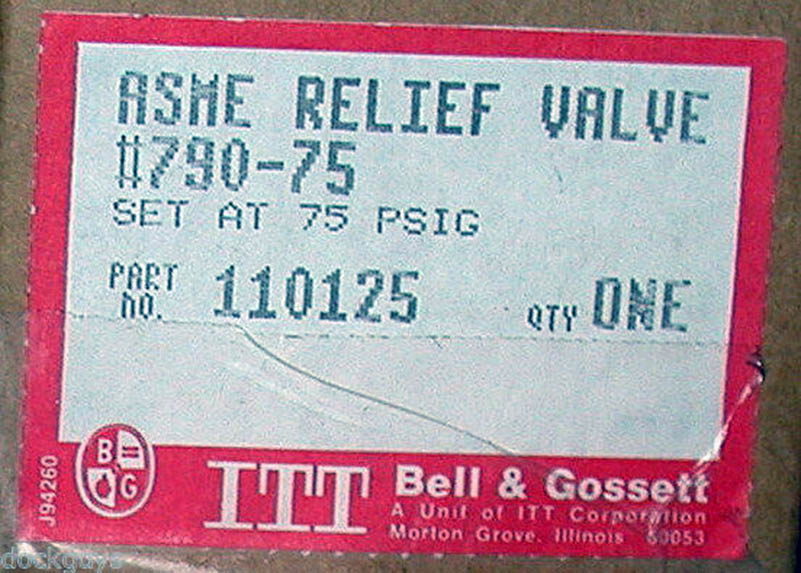 ASME RELIEF VALVE
#790-75
SET AT 75 PSIG
PART NO. 110125 QTY ONE
J94260
B G
ITT Bell & Gossett
A Unit of ITT Corporation
Morton Grove, Illinois 60053
dockguys